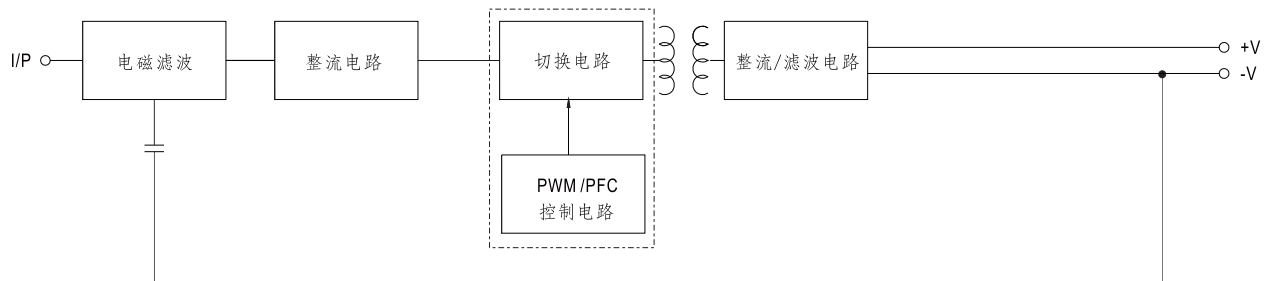 I/P
电磁滤波
整流电路
切换电路
整流/滤波电路
+V
-V
PWM/PFC
控制电路